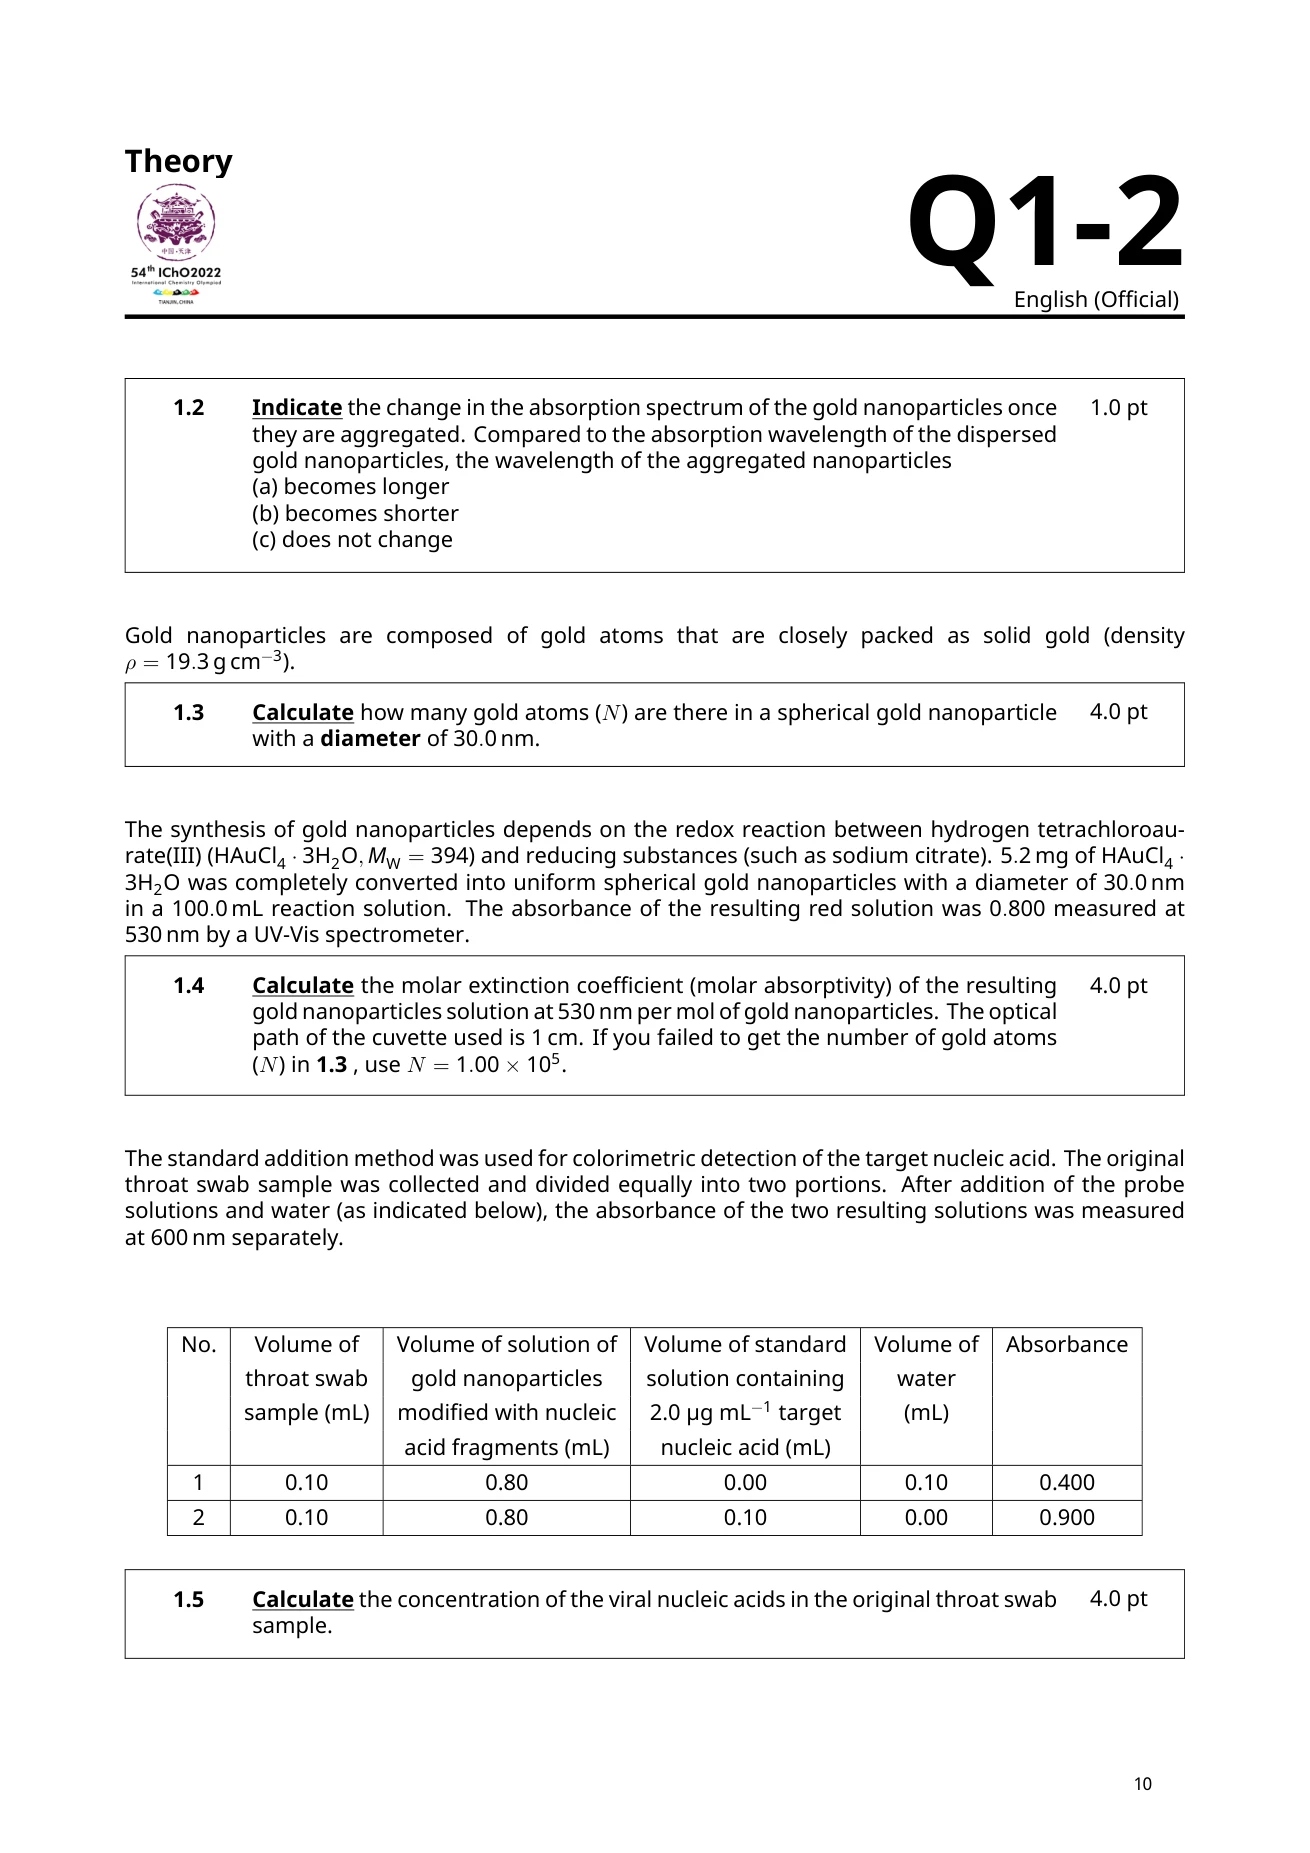 Theory
中国·天津
54th IChO2022
International Chemistry Olympiad
TIANJIN, CHINA
Q1-2
English (Official)
1.2 Indicate the change in the absorption spectrum of the gold nanoparticles once 1.0 pt
they are aggregated. Compared to the absorption wavelength of the dispersed
gold nanoparticles, the wavelength of the aggregated nanoparticles
(a) becomes longer
(b) becomes shorter
(c) does not change
Gold nanoparticles are composed of gold atoms that are closely packed as solid gold (density
ρ = 19.3 g cm⁻³).
1.3 Calculate how many gold atoms (N) are there in a spherical gold nanoparticle 4.0 pt
with a diameter of 30.0 nm.
The synthesis of gold nanoparticles depends on the redox reaction between hydrogen tetrachloroau-
rate(III) (HAuCl₄ · 3H₂O, M_W = 394) and reducing substances (such as sodium citrate). 5.2 mg of HAuCl₄ ·
3H₂O was completely converted into uniform spherical gold nanoparticles with a diameter of 30.0 nm
in a 100.0 mL reaction solution. The absorbance of the resulting red solution was 0.800 measured at
530 nm by a UV-Vis spectrometer.
1.4 Calculate the molar extinction coefficient (molar absorptivity) of the resulting 4.0 pt
gold nanoparticles solution at 530 nm per mol of gold nanoparticles. The optical
path of the cuvette used is 1 cm. If you failed to get the number of gold atoms
(N) in 1.3 , use N = 1.00 × 10⁵.
The standard addition method was used for colorimetric detection of the target nucleic acid. The original
throat swab sample was collected and divided equally into two portions. After addition of the probe
solutions and water (as indicated below), the absorbance of the two resulting solutions was measured
at 600 nm separately.
No. Volume of Volume of solution of Volume of standard Volume of Absorbance
throat swab gold nanoparticles solution containing water
sample (mL) modified with nucleic 2.0 µg mL⁻¹ target (mL)
acid fragments (mL) nucleic acid (mL)
1 0.10 0.80 0.00 0.10 0.400
2 0.10 0.80 0.10 0.00 0.900
1.5 Calculate the concentration of the viral nucleic acids in the original throat swab 4.0 pt
sample.
10